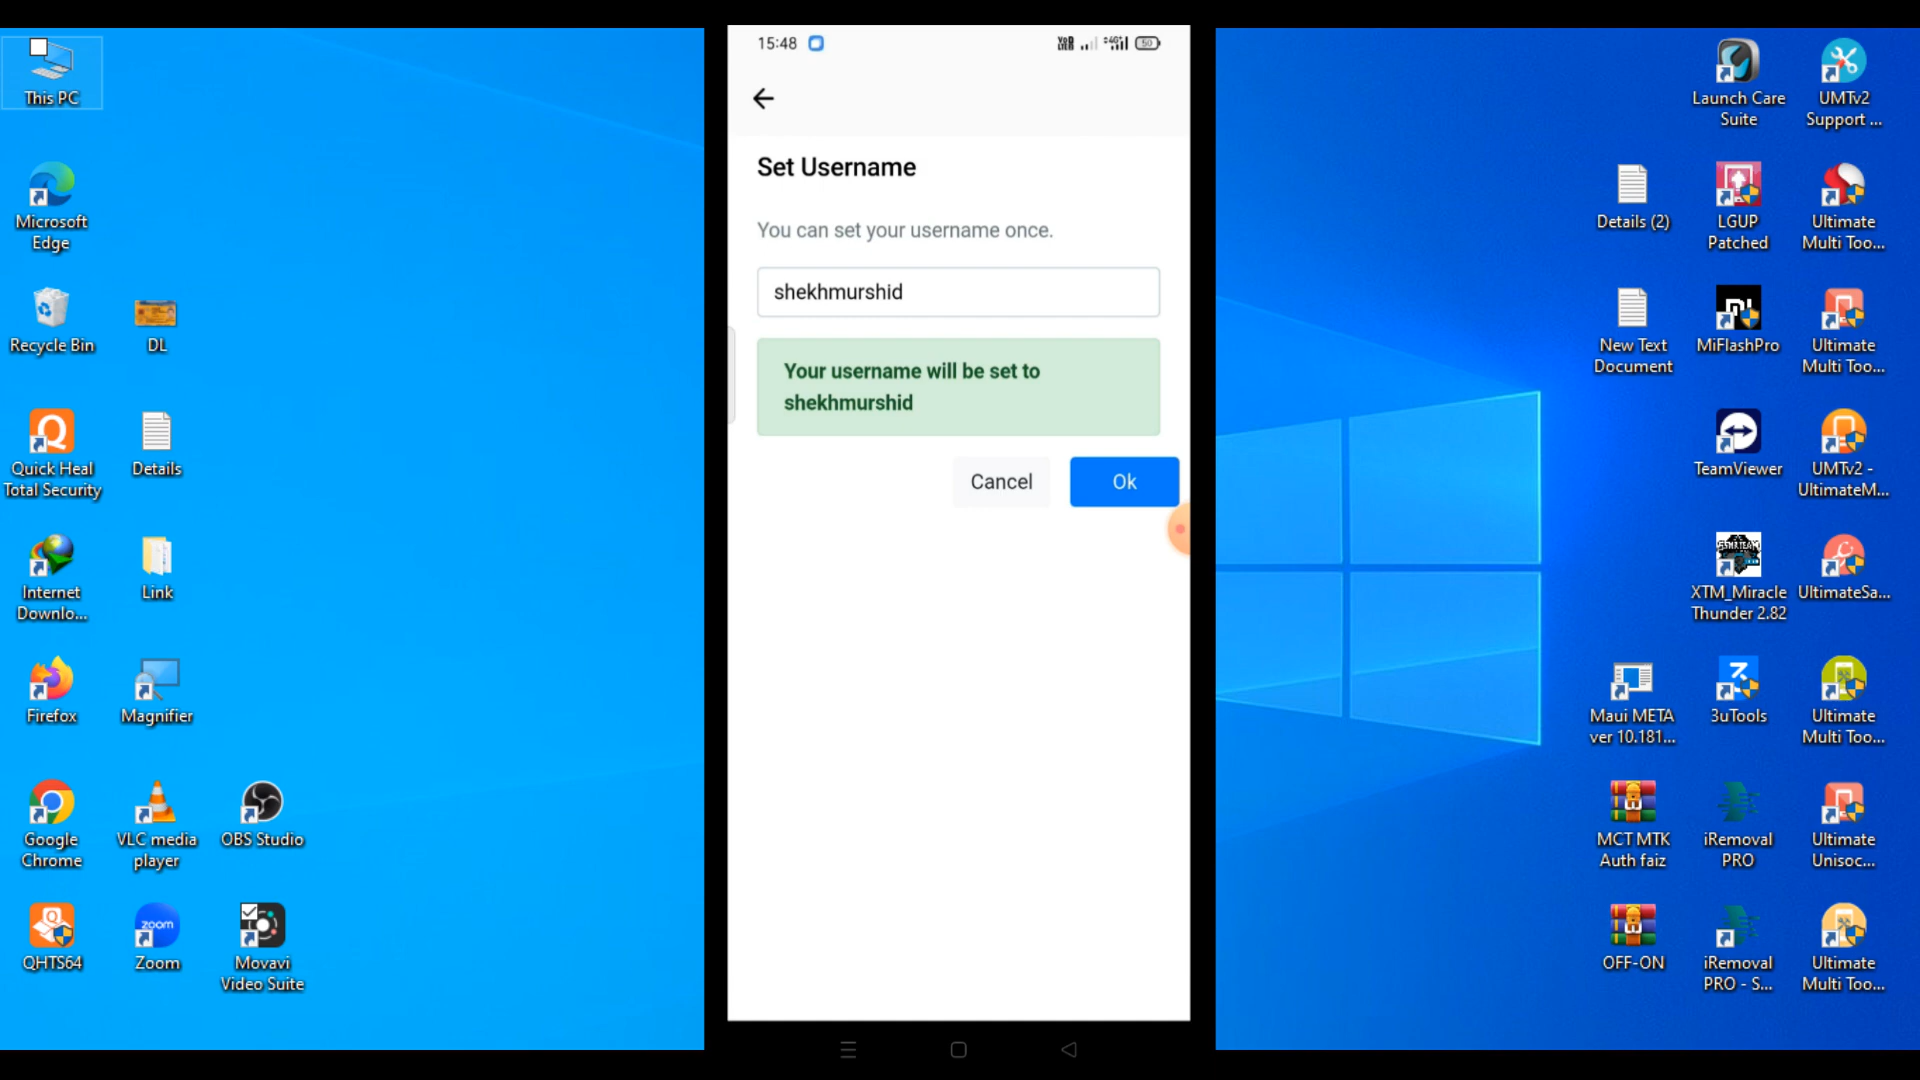 This PC
Microsoft
Edge
Recycle Bin
DL
Quick Heal
Total Security
Details
Internet
Downlo...
Link
Firefox
Magnifier
Google
Chrome
VLC media
player
OBS Studio
QHTS64
zoom
Zoom
Movavi
Video Suite
15:48
4G
50
Set Username
You can set your username once.
shekhmurshid
Your username will be set to
shekhmurshid
Cancel
Ok
Launch Care
Suite
UMTv2
Support ...
Details (2)
LGUP
Patched
Ultimate
Multi Too...
New Text
Document
MiFlashPro
Ultimate
Multi Too...
TeamViewer
UMTv2 -
UltimateM...
XTM_Miracle
Thunder 2.82
UltimateSa...
Maui META
ver 10.181...
3uTools
Ultimate
Multi Too...
MCT MTK
Auth faiz
iRemoval
PRO
Ultimate
Unisoc...
OFF-ON
iRemoval
PRO - S...
Ultimate
Multi Too...